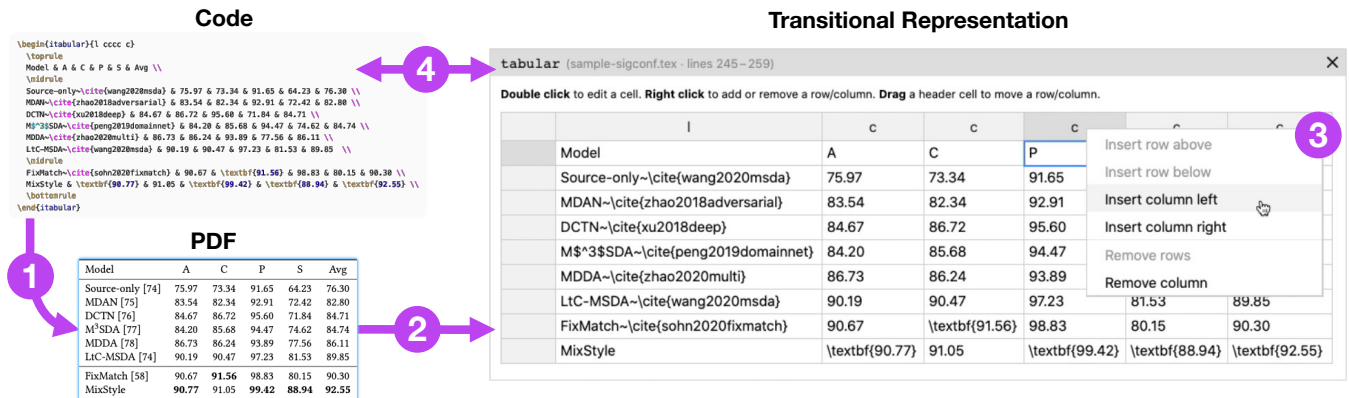 Code
\begin{itabular}{l cccc c}
\toprule
Model & A & C & P & S & Avg \\
\midrule
Source-only~\cite{wang2020msda} & 75.97 & 73.34 & 91.65 & 64.23 & 76.30 \\
MDAN~\cite{zhao2018adversarial} & 83.54 & 82.34 & 92.91 & 72.42 & 82.80 \\
DCTN~\cite{xu2018deep} & 84.67 & 86.72 & 95.60 & 71.84 & 84.71 \\
M$^3$SDA~\cite{peng2019domainnet} & 84.20 & 85.68 & 94.47 & 74.62 & 84.74 \\
MDDA~\cite{zhao2020multi} & 86.73 & 86.24 & 93.89 & 77.56 & 86.11 \\
LtC-MSDA~\cite{wang2020msda} & 90.19 & 90.47 & 97.23 & 81.53 & 89.85 \\
\midrule
FixMatch~\cite{sohn2020fixmatch} & 90.67 & \textbf{91.56} & 98.83 & 80.15 & 90.30 \\
MixStyle & \textbf{90.77} & 91.05 & \textbf{99.42} & \textbf{88.94} & \textbf{92.55} \\
\bottomrule
\end{itabular}
1
PDF
Model A C P S Avg
Source-only [74] 75.97 73.34 91.65 64.23 76.30
MDAN [75] 83.54 82.34 92.91 72.42 82.80
DCTN [76] 84.67 86.72 95.60 71.84 84.71
M³SDA [77] 84.20 85.68 94.47 74.62 84.74
MDDA [78] 86.73 86.24 93.89 77.56 86.11
LtC-MSDA [74] 90.19 90.47 97.23 81.53 89.85
FixMatch [58] 90.67 91.56 98.83 80.15 90.30
MixStyle 90.77 91.05 99.42 88.94 92.55
2
4
Transitional Representation
tabular (sample-sigconf.tex · lines 245–259) ×
Double click to edit a cell. Right click to add or remove a row/column. Drag a header cell to move a row/column.
l c c c c c
3
Model A C P
Source-only~\cite{wang2020msda} 75.97 73.34 91.65
MDAN~\cite{zhao2018adversarial} 83.54 82.34 92.91
DCTN~\cite{xu2018deep} 84.67 86.72 95.60
M$^3$SDA~\cite{peng2019domainnet} 84.20 85.68 94.47
MDDA~\cite{zhao2020multi} 86.73 86.24 93.89
LtC-MSDA~\cite{wang2020msda} 90.19 90.47 97.23 81.53 89.85
FixMatch~\cite{sohn2020fixmatch} 90.67 \textbf{91.56} 98.83 80.15 90.30
MixStyle \textbf{90.77} 91.05 \textbf{99.42} \textbf{88.94} \textbf{92.55}
Insert row above
Insert row below
Insert column left
Insert column right
Remove rows
Remove column